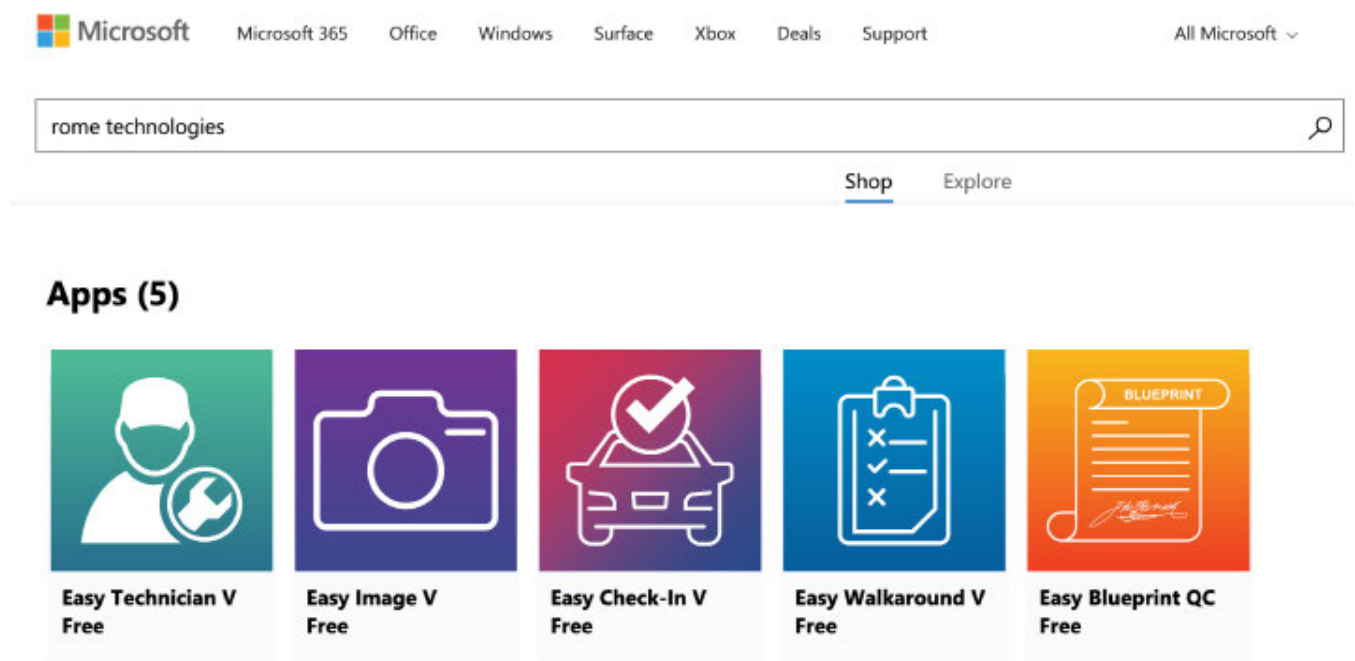 Microsoft Microsoft 365 Office Windows Surface Xbox Deals Support All Microsoft
rome technologies
Shop Explore
Apps (5)
BLUEPRINT
Easy Technician V Easy Image V Easy Check-In V Easy Walkaround V Easy Blueprint QC
Free Free Free Free Free